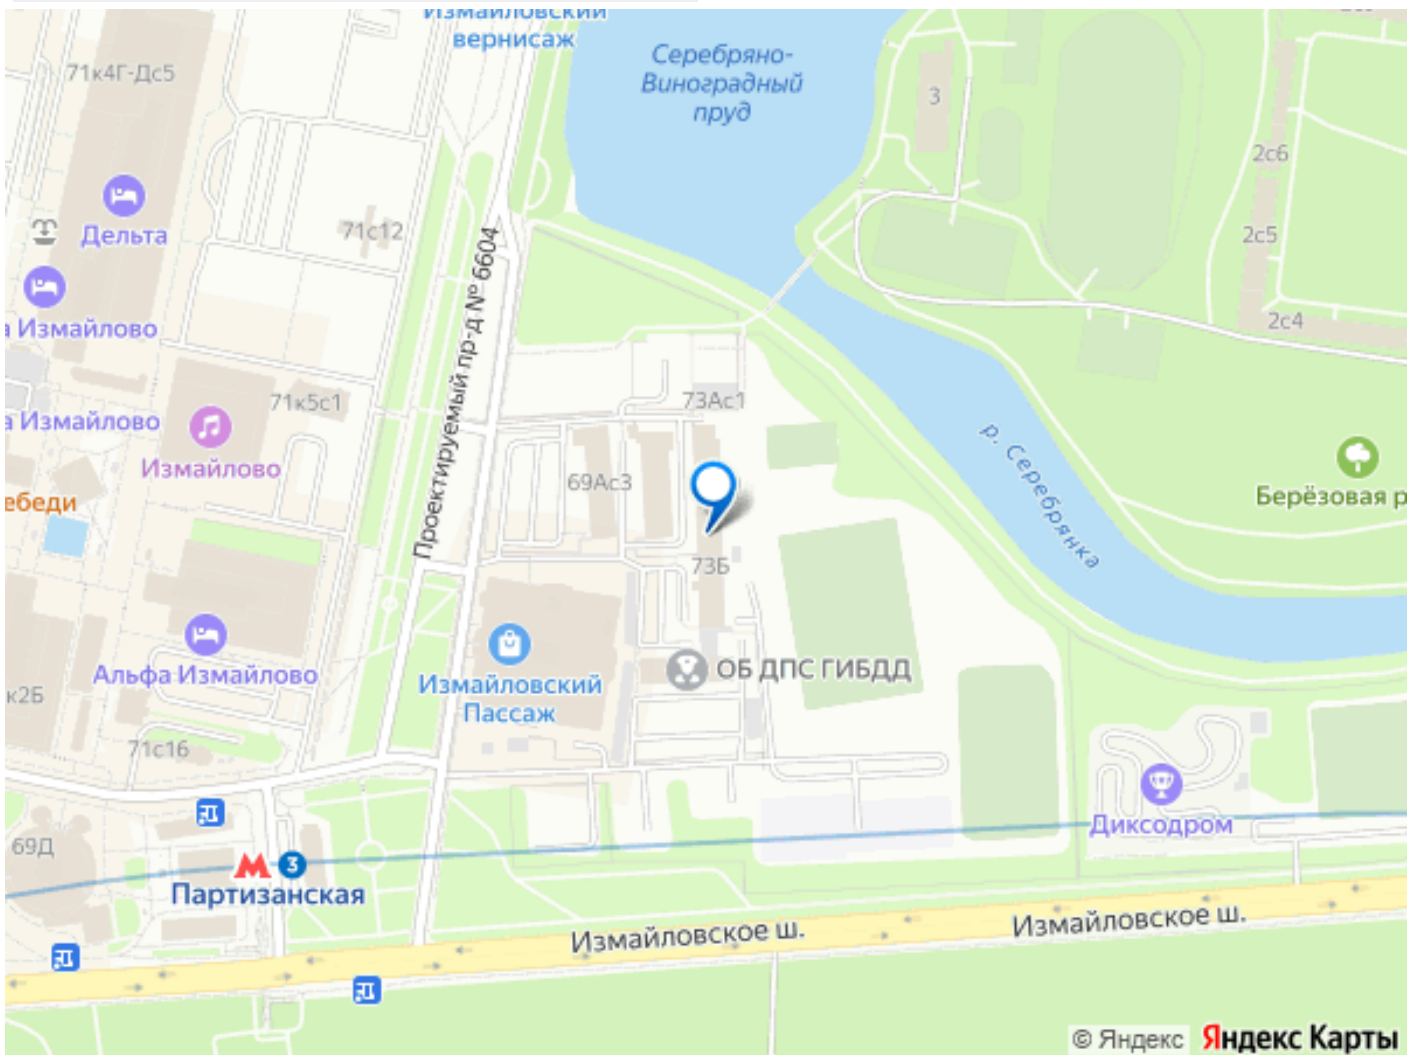 Измайловский
вернисаж
Серебряно-
Виноградный
пруд
71к4Г-Дс5
3
2с6
Дельта
71с12
2с5
Проектируемый пр-д № 6604
а Измайлово
2с4
71к5с1
73Ас1
а Измайлово
Измайлово
69Ас3
р. Серебрянка
Берёзовая р
ебеди
73Б
Альфа Измайлово
Измайловский
Пассаж
ОБ ДПС ГИБДД
к2Б
71с16
Диксодром
69Д
3
Партизанская
Измайловское ш.
Измайловское ш.
© Яндекс Яндекс Карты